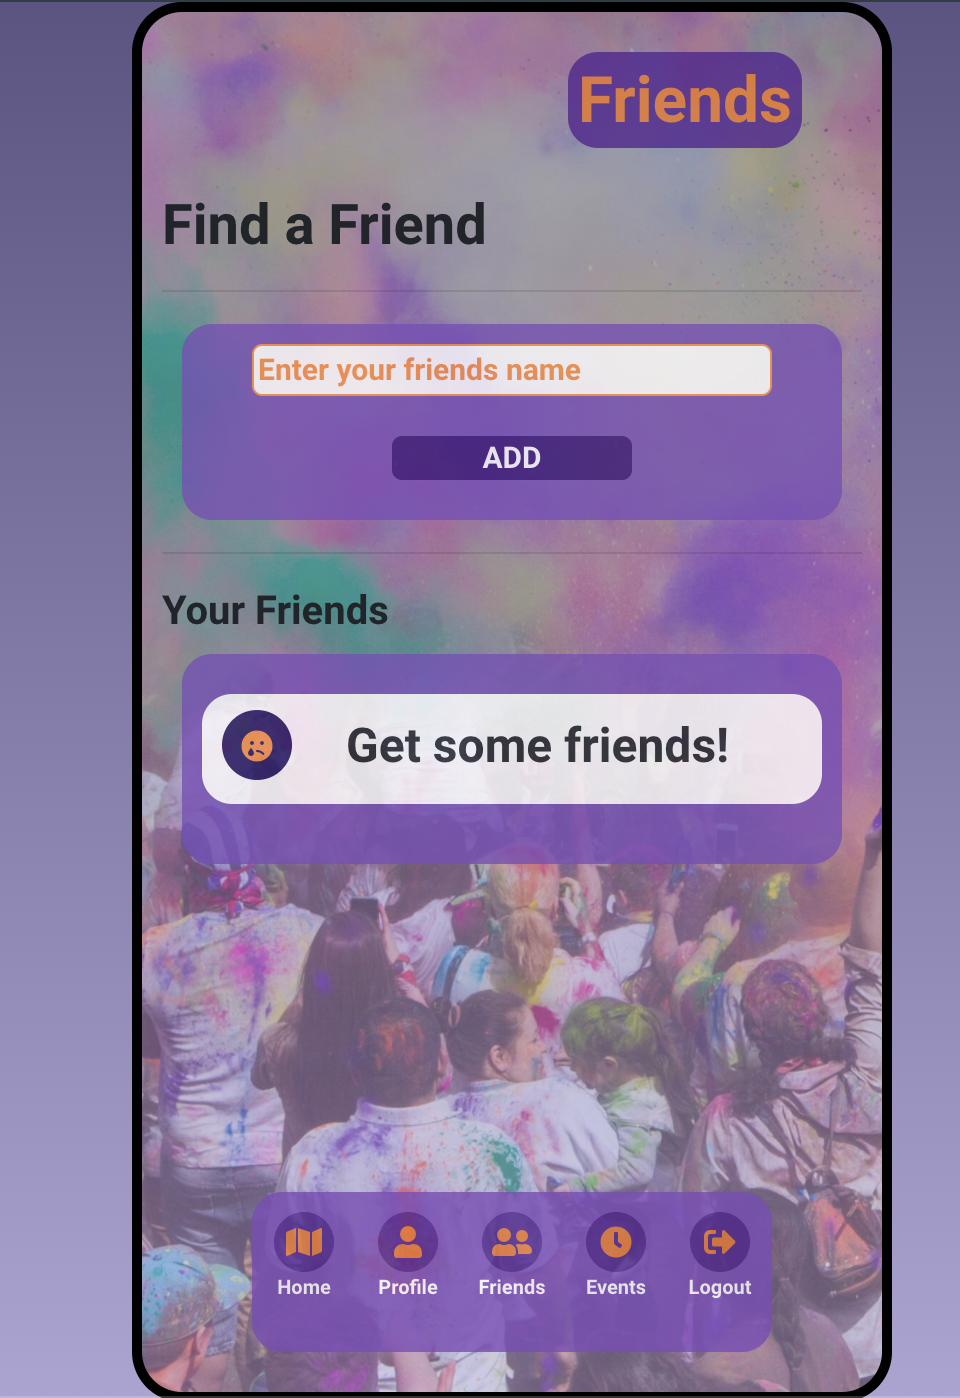 Friends
Find a Friend
Enter your friends name
ADD
Your Friends
Get some friends!
Home Profile Friends Events Logout